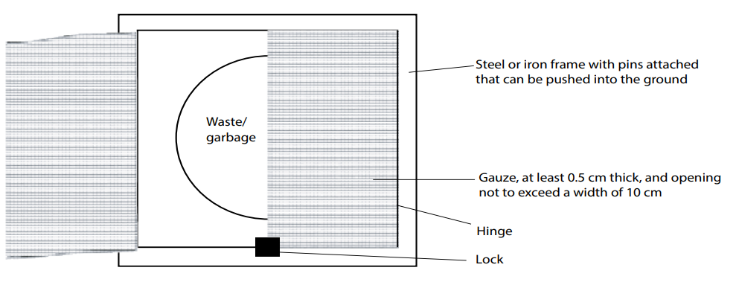 Steel or iron frame with pins attached
that can be pushed into the ground
Waste/
garbage
Gauze, at least 0.5 cm thick, and opening
not to exceed a width of 10 cm
Hinge
Lock